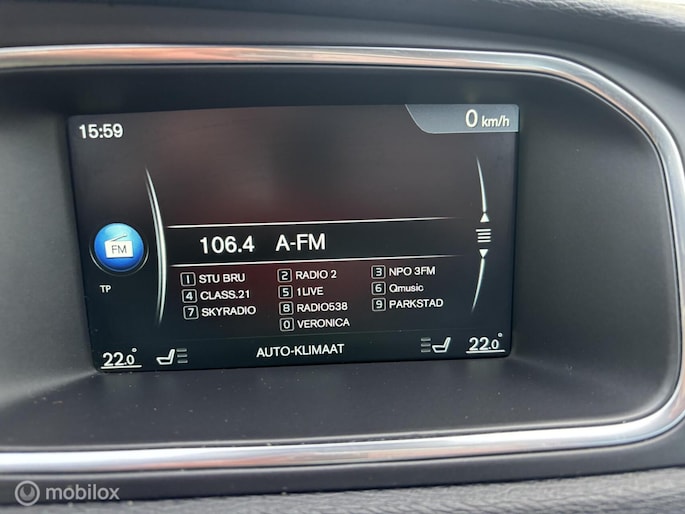 15:59
0 km/h
FM
TP
106.4 A-FM
1 STU BRU 2 RADIO 2 3 NPO 3FM
4 CLASS.21 5 1LIVE 6 Qmusic
7 SKYRADIO 8 RADIO538 9 PARKSTAD
0 VERONICA
22.0° AUTO-KLIMAAT 22.0°
mobilox